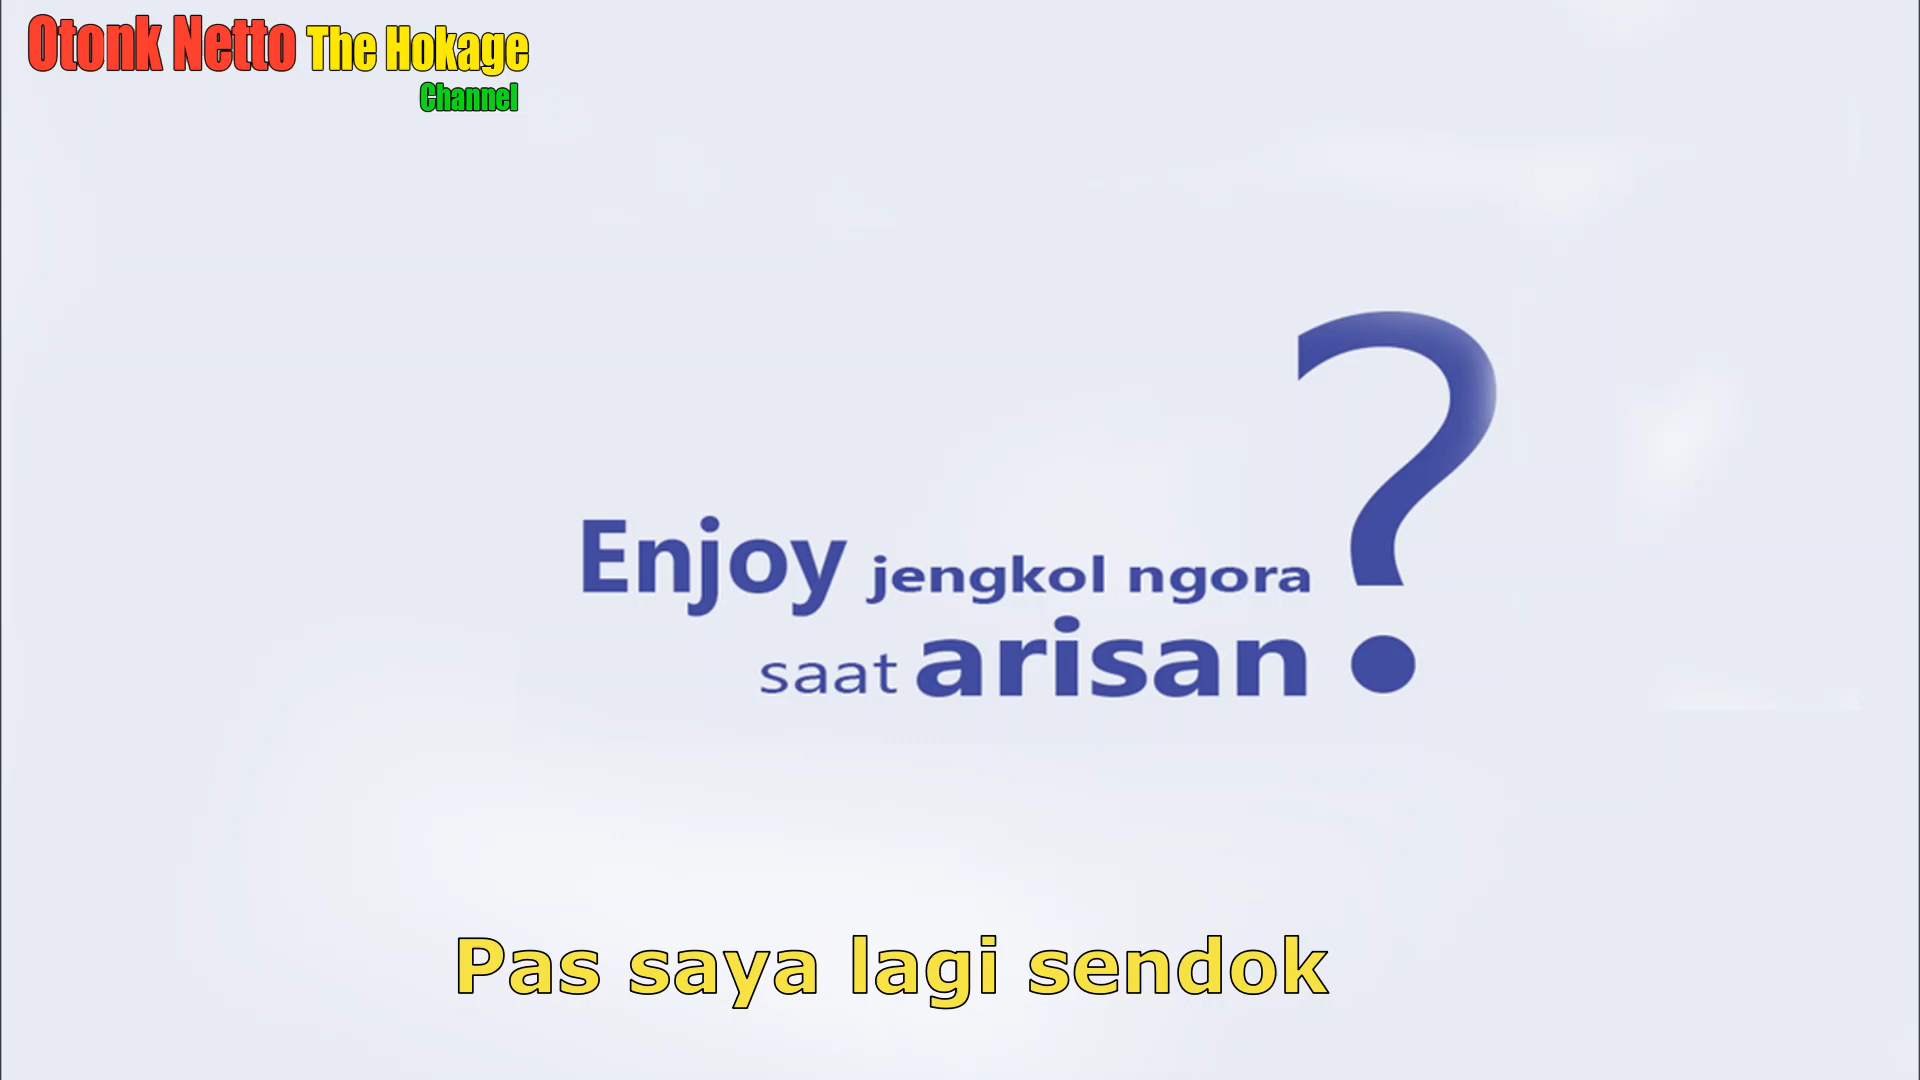 Otonk Netto The Hokage
Channel
Enjoy jengkol ngora
saat arisan?
Pas saya lagi sendok